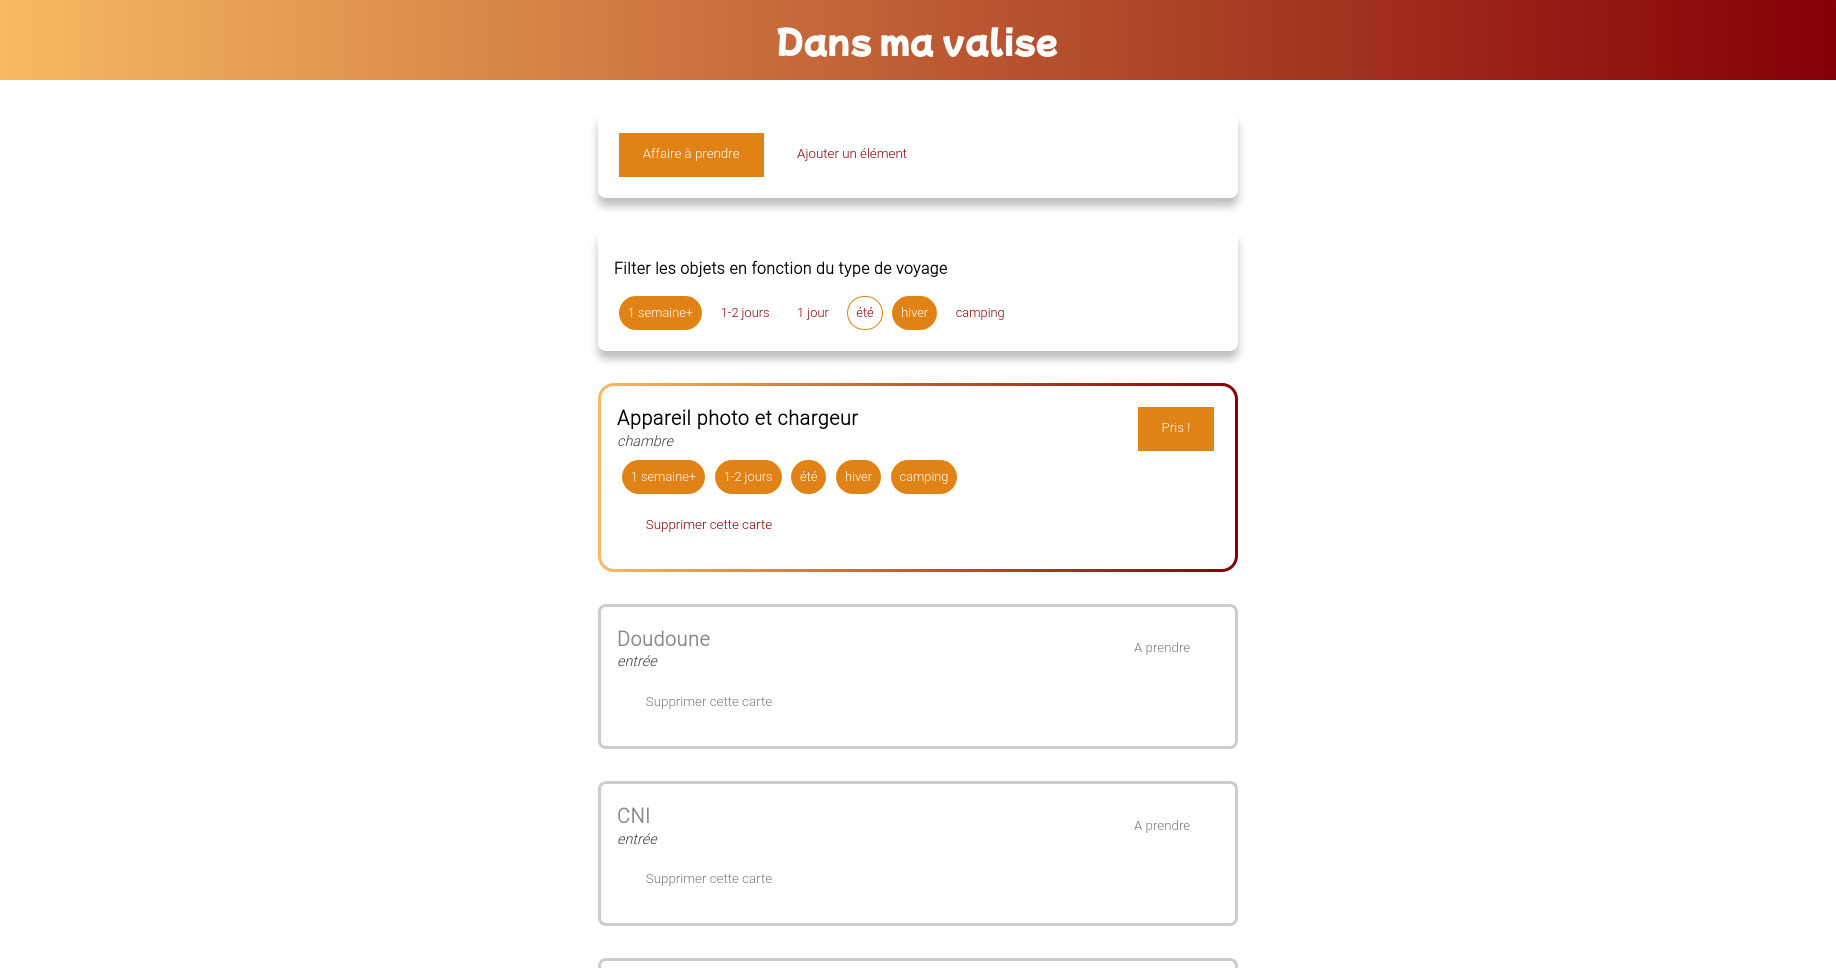 Dans ma valise
Affaire à prendre Ajouter un élément
Filter les objets en fonction du type de voyage
1 semaine+ 1-2 jours 1 jour été hiver camping
Appareil photo et chargeur
Pris !
chambre
1 semaine+ 1-2 jours été hiver camping
Supprimer cette carte
Doudoune
A prendre
entrée
Supprimer cette carte
CNI
A prendre
entrée
Supprimer cette carte